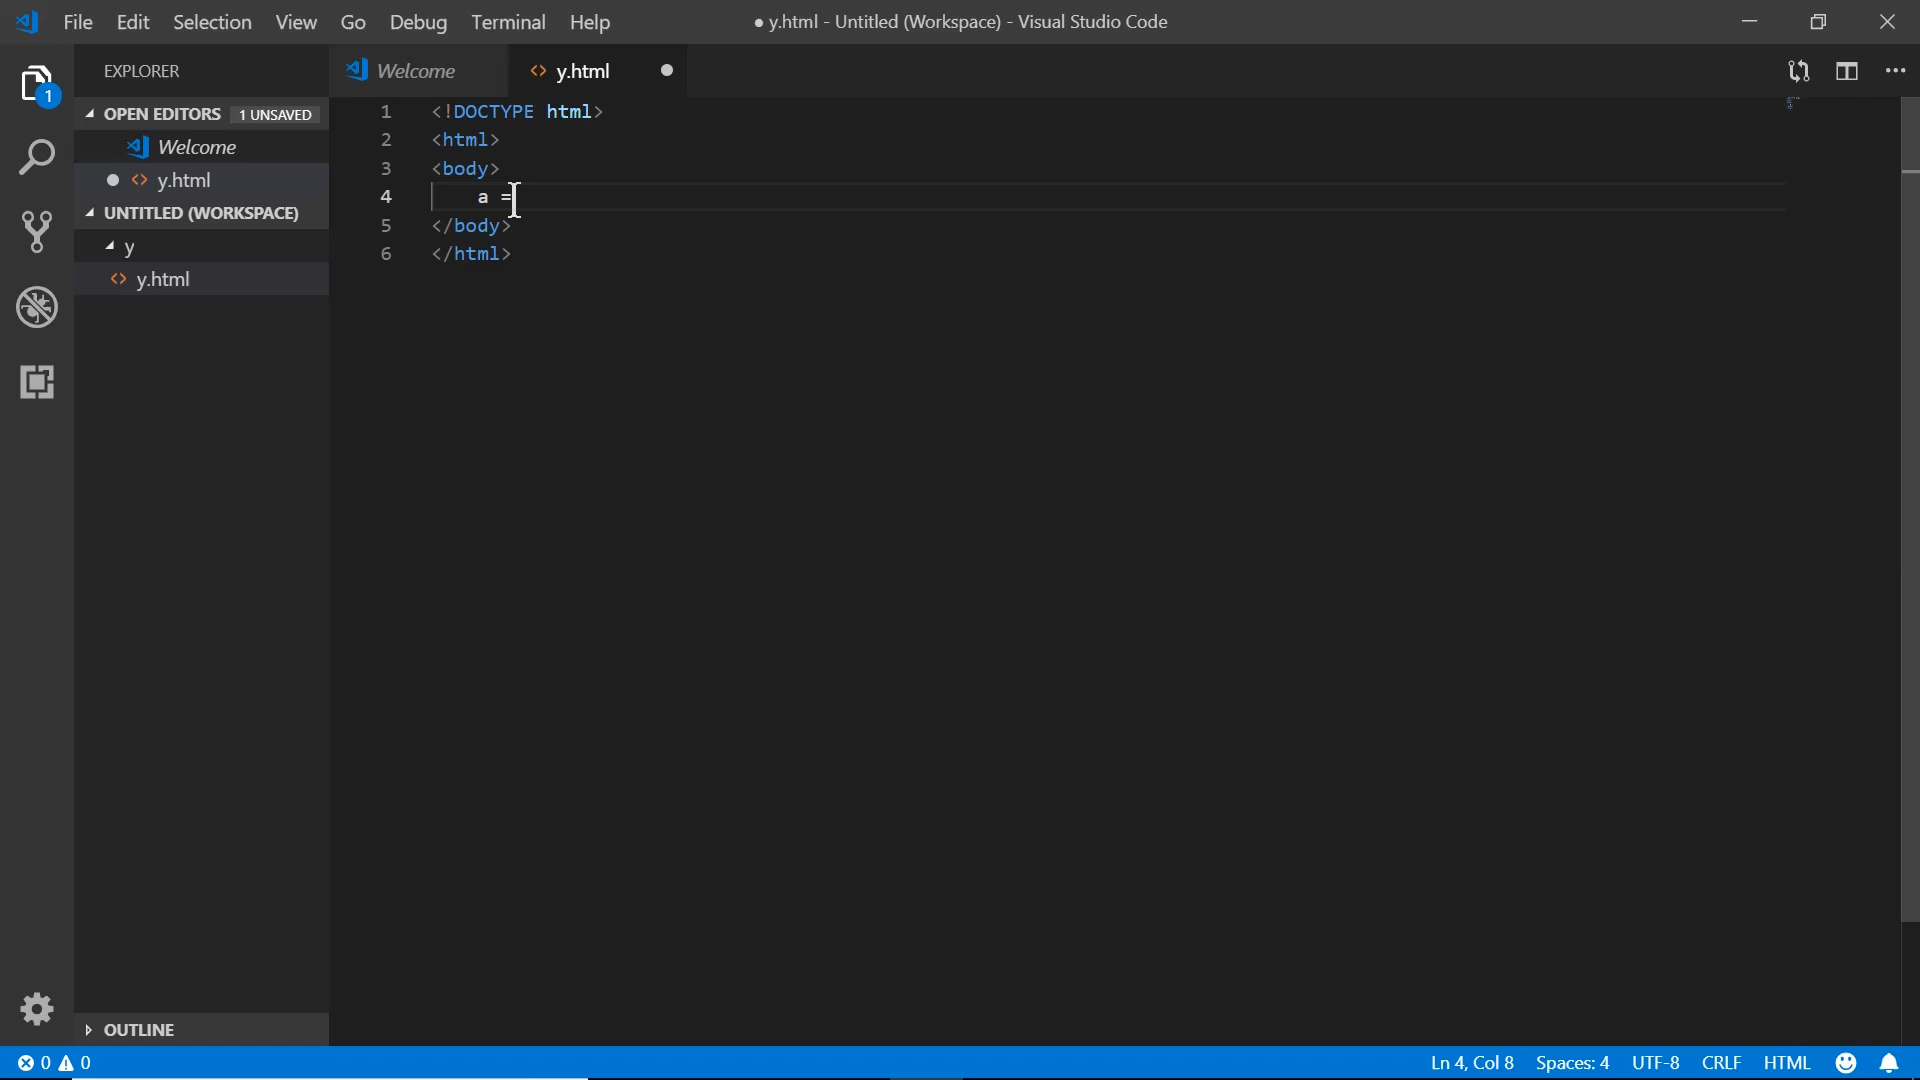 File Edit Selection View Go Debug Terminal Help
● y.html - Untitled (Workspace) - Visual Studio Code
EXPLORER
Welcome
y.html
OPEN EDITORS 1 UNSAVED
Welcome
y.html
UNTITLED (WORKSPACE)
y
y.html
OUTLINE
1
1 <!DOCTYPE html>
2 <html>
3 <body>
4     a =
5 </body>
6 </html>
0 0
Ln 4, Col 8 Spaces: 4 UTF-8 CRLF HTML